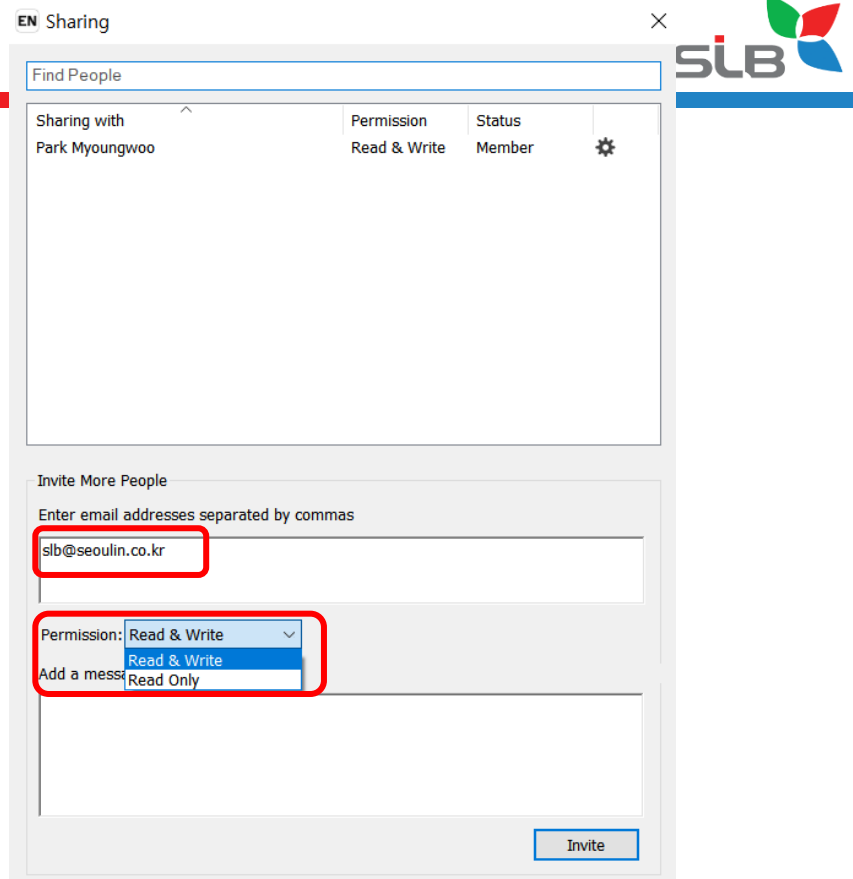 EN Sharing
SLB
Find People
Sharing with Permission Status
Park Myoungwoo Read & Write Member
Invite More People
Enter email addresses separated by commas
slb@seoulin.co.kr
Permission: Read & Write
Read & Write
Add a messa
Read Only
Invite